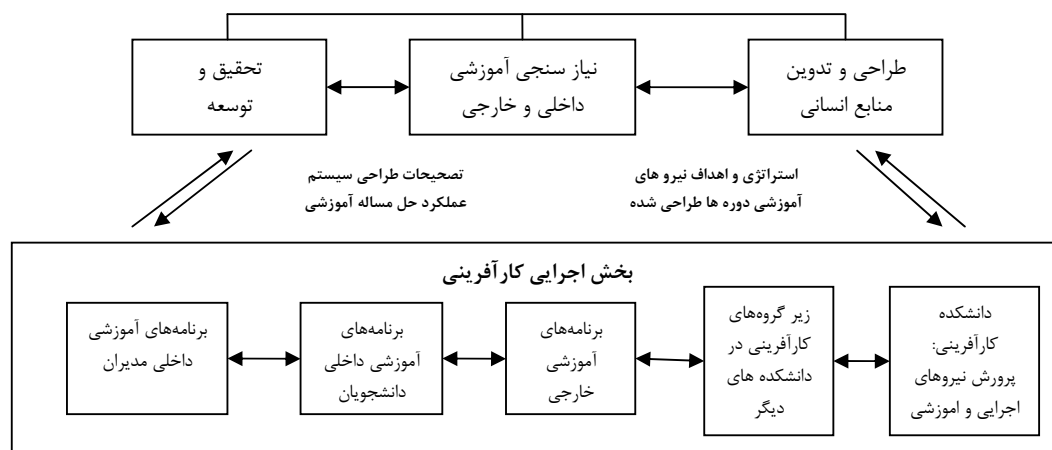 طراحی و تدوین
منابع انسانی
نیاز سنجی آموزشی
داخلی و خارجی
تحقیق و
توسعه
استراتژی و اهداف نیرو های
آموزشی دوره ها طراحی شده
تصحیحات طراحی سیستم
عملکرد حل مساله آموزشی
بخش اجرایی کارآفرینی
دانشکده
کارآفرینی:
پرورش نیروهای
اجرایی و اموزشی
زیر گروه‌های
کارآفرینی در
دانشکده های
دیگر
برنامه‌های
آموزشی
خارجی
برنامه‌های
آموزشی داخلی
دانشجویان
برنامه‌های آموزشی
داخلی مدیران